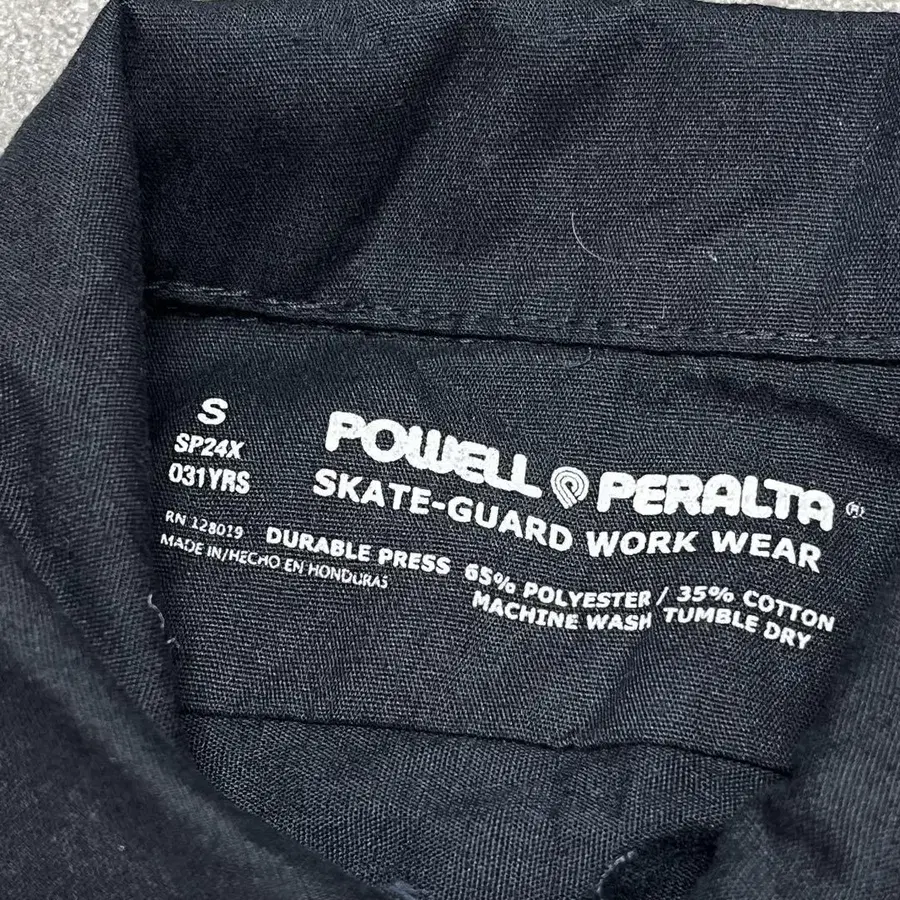 S
SP24X
031YRS
POWELL PERALTA®
SKATE-GUARD WORK WEAR
RN 128019
MADE IN/HECHO EN HONDURAS
DURABLE PRESS 65% POLYESTER / 35% COTTON
MACHINE WASH TUMBLE DRY